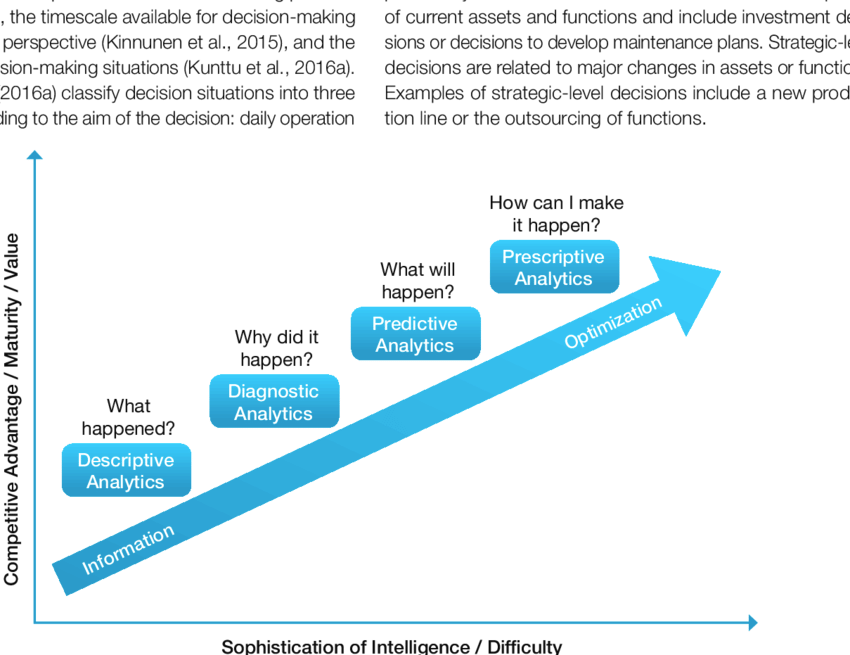 , the timescale available for decision-making
perspective (Kinnunen et al., 2015), and the
sion-making situations (Kunttu et al., 2016a).
2016a) classify decision situations into three
ding to the aim of the decision: daily operation
of current assets and functions and include investment de
sions or decisions to develop maintenance plans. Strategic-le
decisions are related to major changes in assets or functio
Examples of strategic-level decisions include a new produ
tion line or the outsourcing of functions.
How can I make
it happen?
Prescriptive
Analytics
What will
happen?
Predictive
Analytics
Why did it
happen?
Diagnostic
Analytics
What
happened?
Descriptive
Analytics
Information
Optimization
Competitive Advantage / Maturity / Value
Sophistication of Intelligence / Difficulty